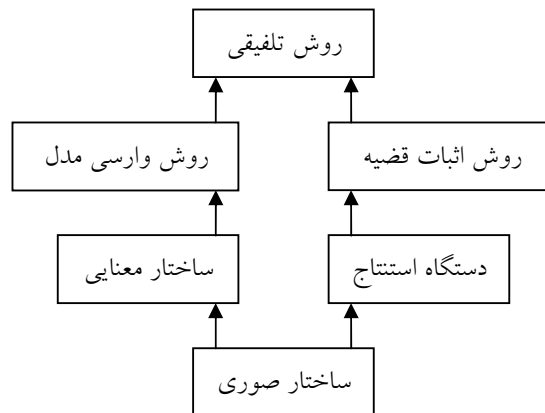 روش تلفیقی
روش اثبات قضیه
روش وارسی مدل
دستگاه استنتاج
ساختار معنایی
ساختار صوری